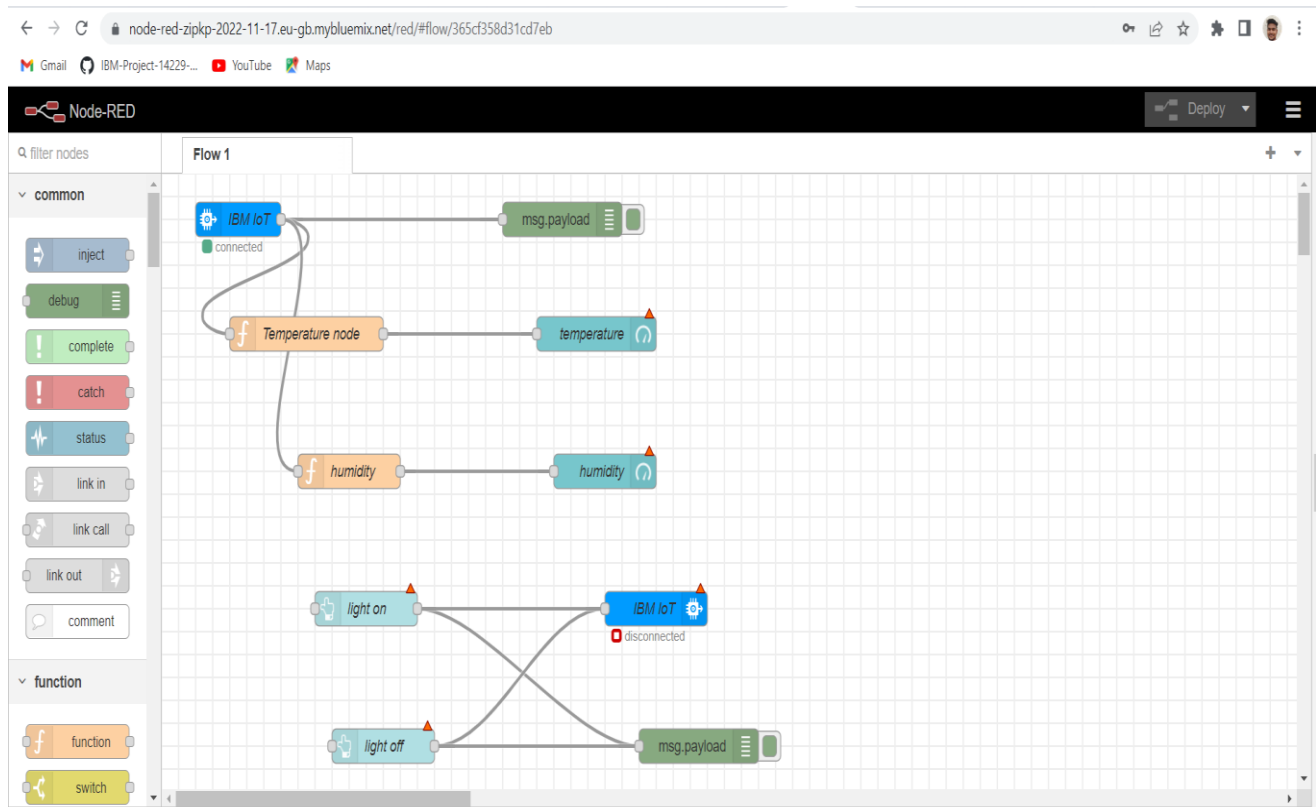 node-red-zipkp-2022-11-17.eu-gb.mybluemix.net/red/#flow/365cf358d31cd7eb
Gmail IBM-Project-14229-... YouTube Maps
Node-RED Deploy
filter nodes Flow 1
common
IBM IoT msg.payload
connected
inject
debug
Temperature node temperature
complete
catch
status
humidity humidity
link in
link call
link out
light on IBM IoT
comment
disconnected
function
function
light off msg.payload
switch